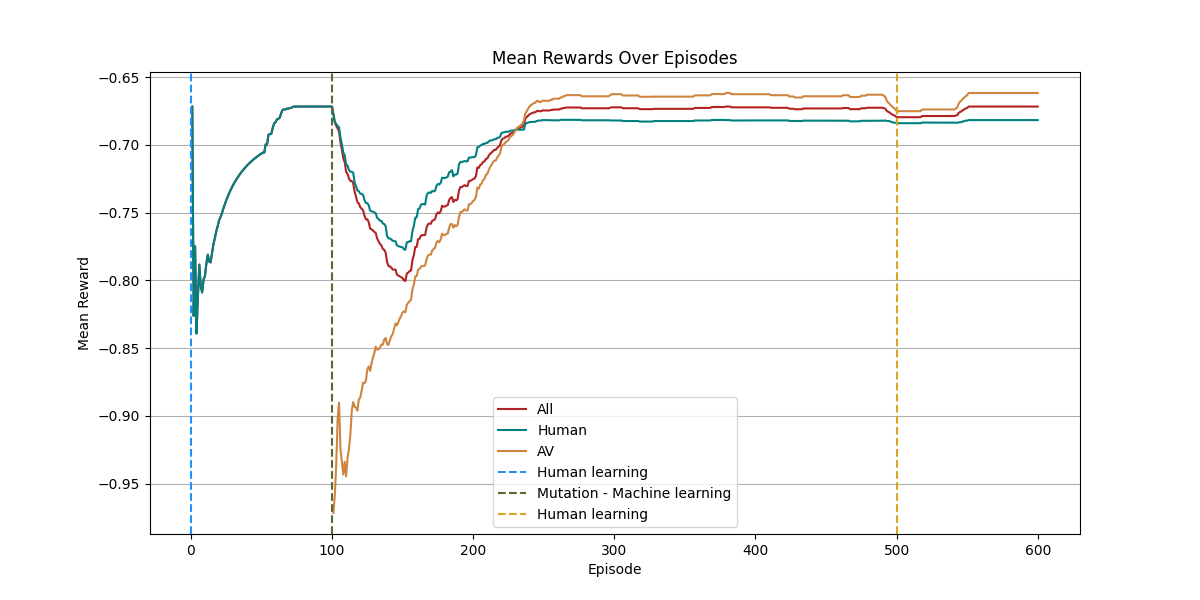 Mean Rewards Over Episodes
Mean Reward
−0.65
−0.70
−0.75
−0.80
−0.85
−0.90
−0.95
All
Human
AV
Human learning
Mutation - Machine learning
Human learning
0
100
200
300
400
500
600
Episode